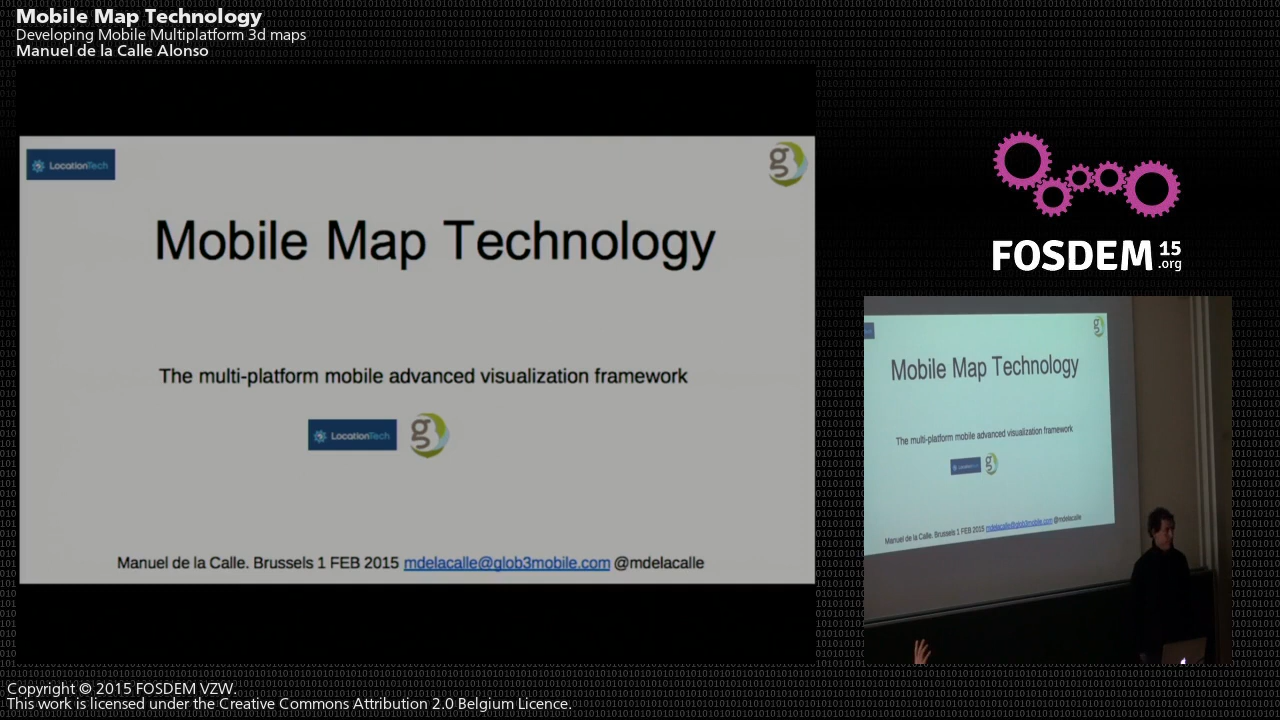 Mobile Map Technology
Developing Mobile Multiplatform 3d maps
Manuel de la Calle Alonso
LocationTech
g
Mobile Map Technology
The multi-platform mobile advanced visualization framework
LocationTech
g
Manuel de la Calle. Brussels 1 FEB 2015 mdelacalle@glob3mobile.com @mdelacalle
FOSDEM 15
.org
g
Mobile Map Technology
The multi-platform mobile advanced visualization framework
LocationTech
g
Manuel de la Calle. Brussels 1 FEB 2015 mdelacalle@glob3mobile.com @mdelacalle
Copyright © 2015 FOSDEM VZW.
This work is licensed under the Creative Commons Attribution 2.0 Belgium Licence.